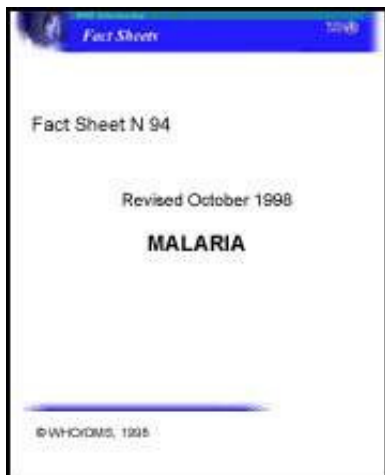 Fact Sheets
Fact Sheet N 94
Revised October 1998
MALARIA
© WHO/OMS, 1998